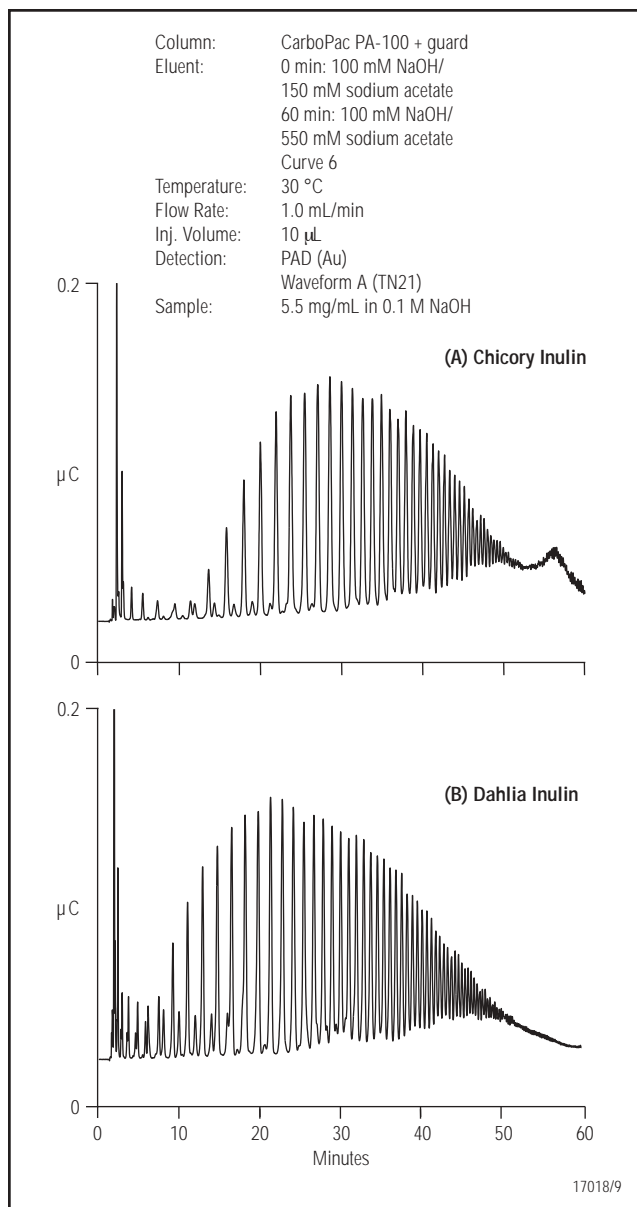 Column: CarboPac PA-100 + guard
Eluent: 0 min: 100 mM NaOH/
150 mM sodium acetate
60 min: 100 mM NaOH/
550 mM sodium acetate
Curve 6
Temperature: 30 °C
Flow Rate: 1.0 mL/min
Inj. Volume: 10 µL
Detection: PAD (Au)
Waveform A (TN21)
Sample: 5.5 mg/mL in 0.1 M NaOH
0.2
(A) Chicory Inulin
µC
0
0.2
(B) Dahlia Inulin
µC
0
0 10 20 30 40 50 60
Minutes
17018/9